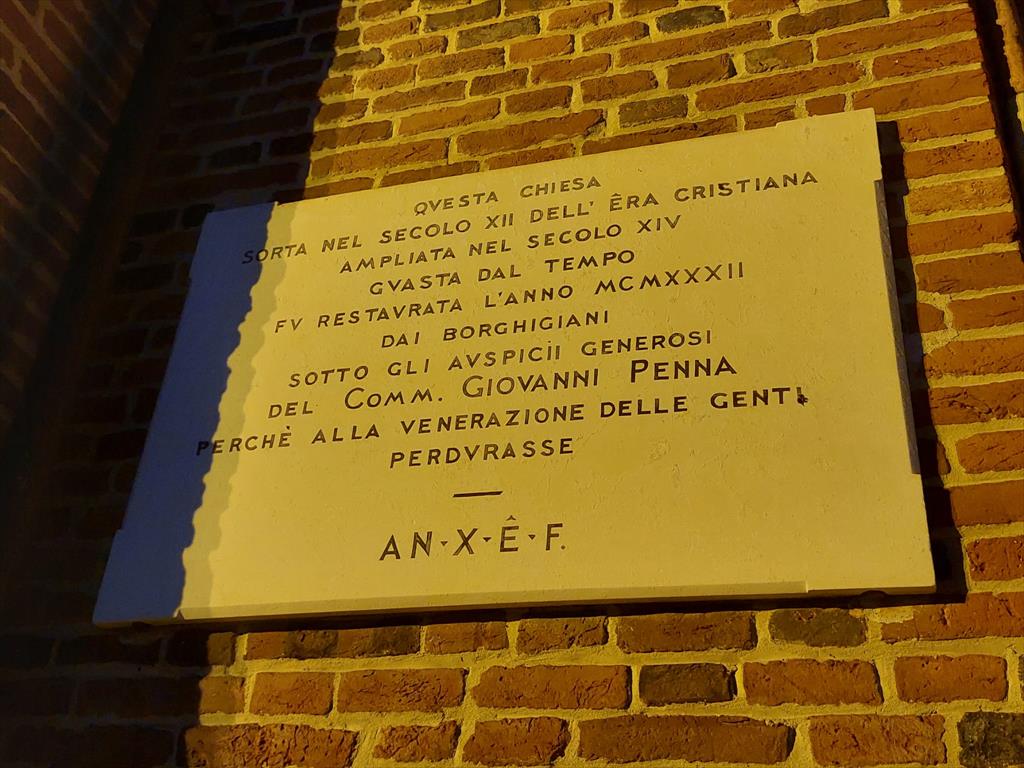 QVESTA CHIESA
SORTA NEL SECOLO XII DELL' ÊRA CRISTIANA
AMPLIATA NEL SECOLO XIV
GVASTA DAL TEMPO
FV RESTAVRATA L'ANNO MCMXXXII
DAI BORGHIGIANI
SOTTO GLI AVSPICII GENEROSI
DEL COMM. GIOVANNI PENNA
PERCHÈ ALLA VENERAZIONE DELLE GENTI
PERDVRASSE
AN·X·Ê·F.